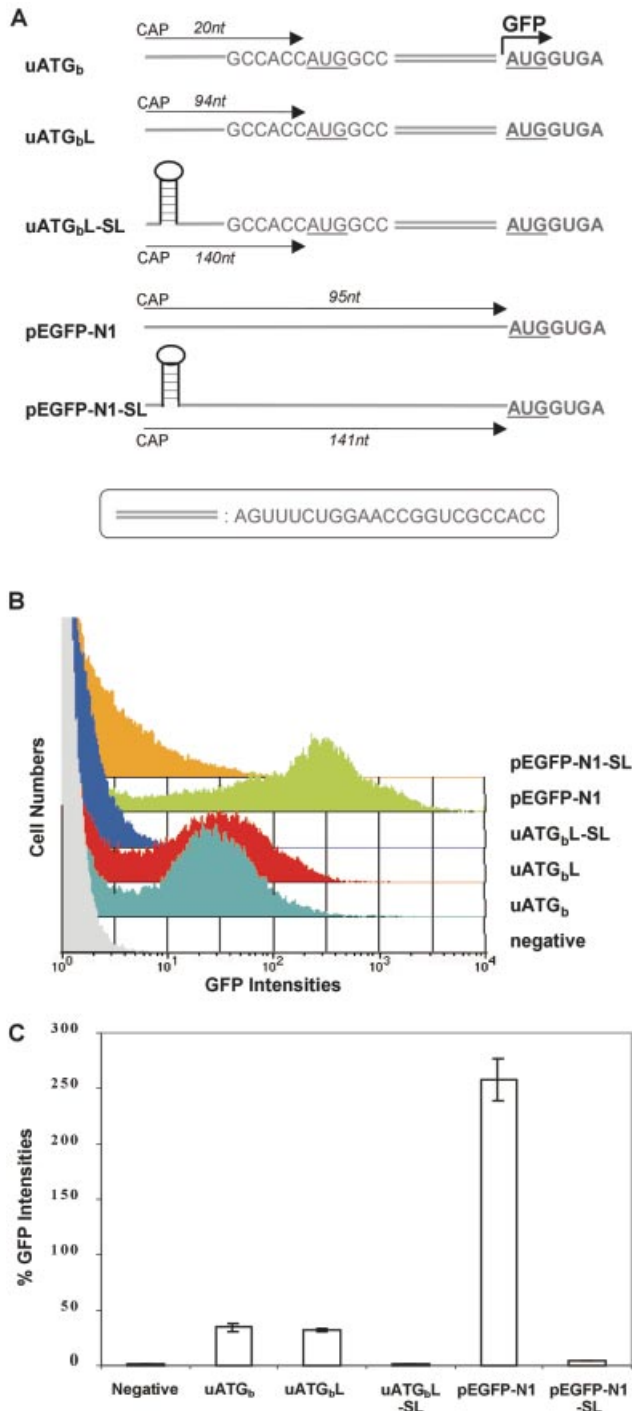 A
CAP 20nt GFP
uATGb GCCACCAUGGCC AUGGUGA
CAP 94nt
uATGbL GCCACCAUGGCC AUGGUGA
uATGbL-SL GCCACCAUGGCC AUGGUGA
CAP 140nt
CAP 95nt
pEGFP-N1 AUGGUGA
pEGFP-N1-SL AUGGUGA
CAP 141nt
: AGUUUCUGGAACCGGUCGCCACC
B
Cell Numbers
pEGFP-N1-SL
pEGFP-N1
uATGbL-SL
uATGbL
uATGb
negative
10⁰ 10¹ 10² 10³ 10⁴
GFP Intensities
C
% GFP Intensities
300
250
200
150
100
50
0
Negative uATGb uATGbL uATGbL-SL pEGFP-N1 pEGFP-N1-SL